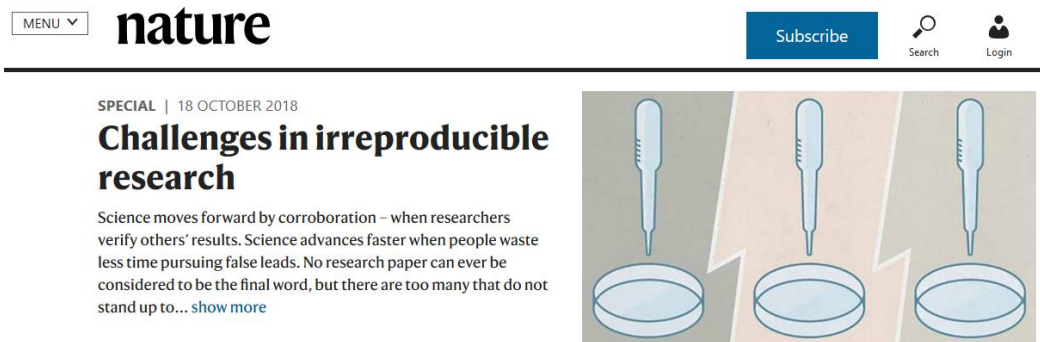 MENU
nature
Subscribe
Search
Login
SPECIAL | 18 OCTOBER 2018
Challenges in irreproducible
research
Science moves forward by corroboration – when researchers
verify others’ results. Science advances faster when people waste
less time pursuing false leads. No research paper can ever be
considered to be the final word, but there are too many that do not
stand up to... show more